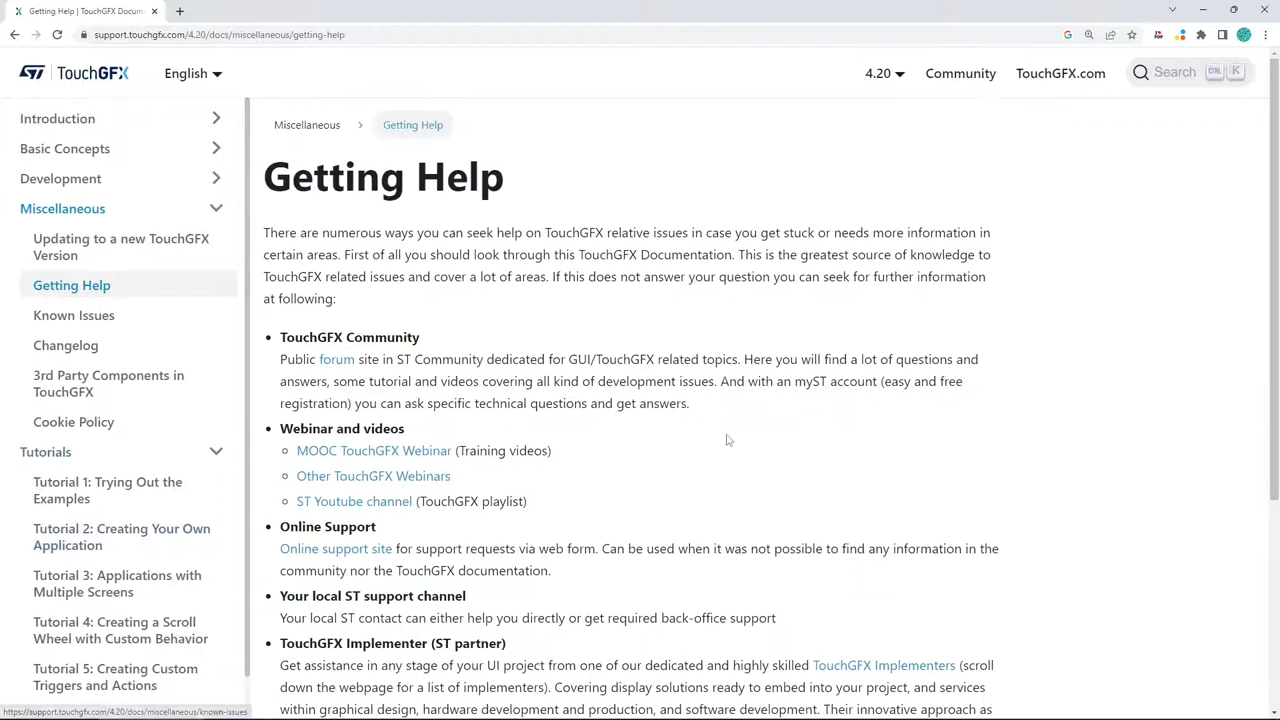 Getting Help | TouchGFX Docum
support.touchgfx.com/4.20/docs/miscellaneous/getting-help
TouchGFX
English
4.20
Community
TouchGFX.com
Search
CTRL
K
Introduction
Basic Concepts
Development
Miscellaneous
Updating to a new TouchGFX
Version
Getting Help
Known Issues
Changelog
3rd Party Components in
TouchGFX
Cookie Policy
Tutorials
Tutorial 1: Trying Out the
Examples
Tutorial 2: Creating Your Own
Application
Tutorial 3: Applications with
Multiple Screens
Tutorial 4: Creating a Scroll
Wheel with Custom Behavior
Tutorial 5: Creating Custom
Triggers and Actions
https://support.touchgfx.com/4.20/docs/miscellaneous/known-issues
Miscellaneous
Getting Help
Getting Help
There are numerous ways you can seek help on TouchGFX relative issues in case you get stuck or needs more information in
certain areas. First of all you should look through this TouchGFX Documentation. This is the greatest source of knowledge to
TouchGFX related issues and cover a lot of areas. If this does not answer your question you can seek for further information
at following:
• TouchGFX Community
Public forum site in ST Community dedicated for GUI/TouchGFX related topics. Here you will find a lot of questions and
answers, some tutorial and videos covering all kind of development issues. And with an myST account (easy and free
registration) you can ask specific technical questions and get answers.
• Webinar and videos
◦ MOOC TouchGFX Webinar (Training videos)
◦ Other TouchGFX Webinars
◦ ST Youtube channel (TouchGFX playlist)
• Online Support
Online support site for support requests via web form. Can be used when it was not possible to find any information in the
community nor the TouchGFX documentation.
• Your local ST support channel
Your local ST contact can either help you directly or get required back-office support
• TouchGFX Implementer (ST partner)
Get assistance in any stage of your UI project from one of our dedicated and highly skilled TouchGFX Implementers (scroll
down the webpage for a list of implementers). Covering display solutions ready to embed into your project, and services
within graphical design, hardware development and production, and software development. Their innovative approach as